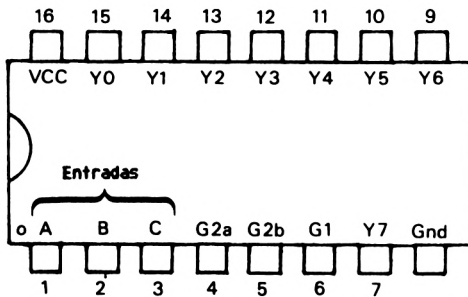 16 15 14 13 12 11 10 9
VCC Y0 Y1 Y2 Y3 Y4 Y5 Y6
Entradas
o A B C G2a G2b G1 Y7 Gnd
1 2 3 4 5 6 7